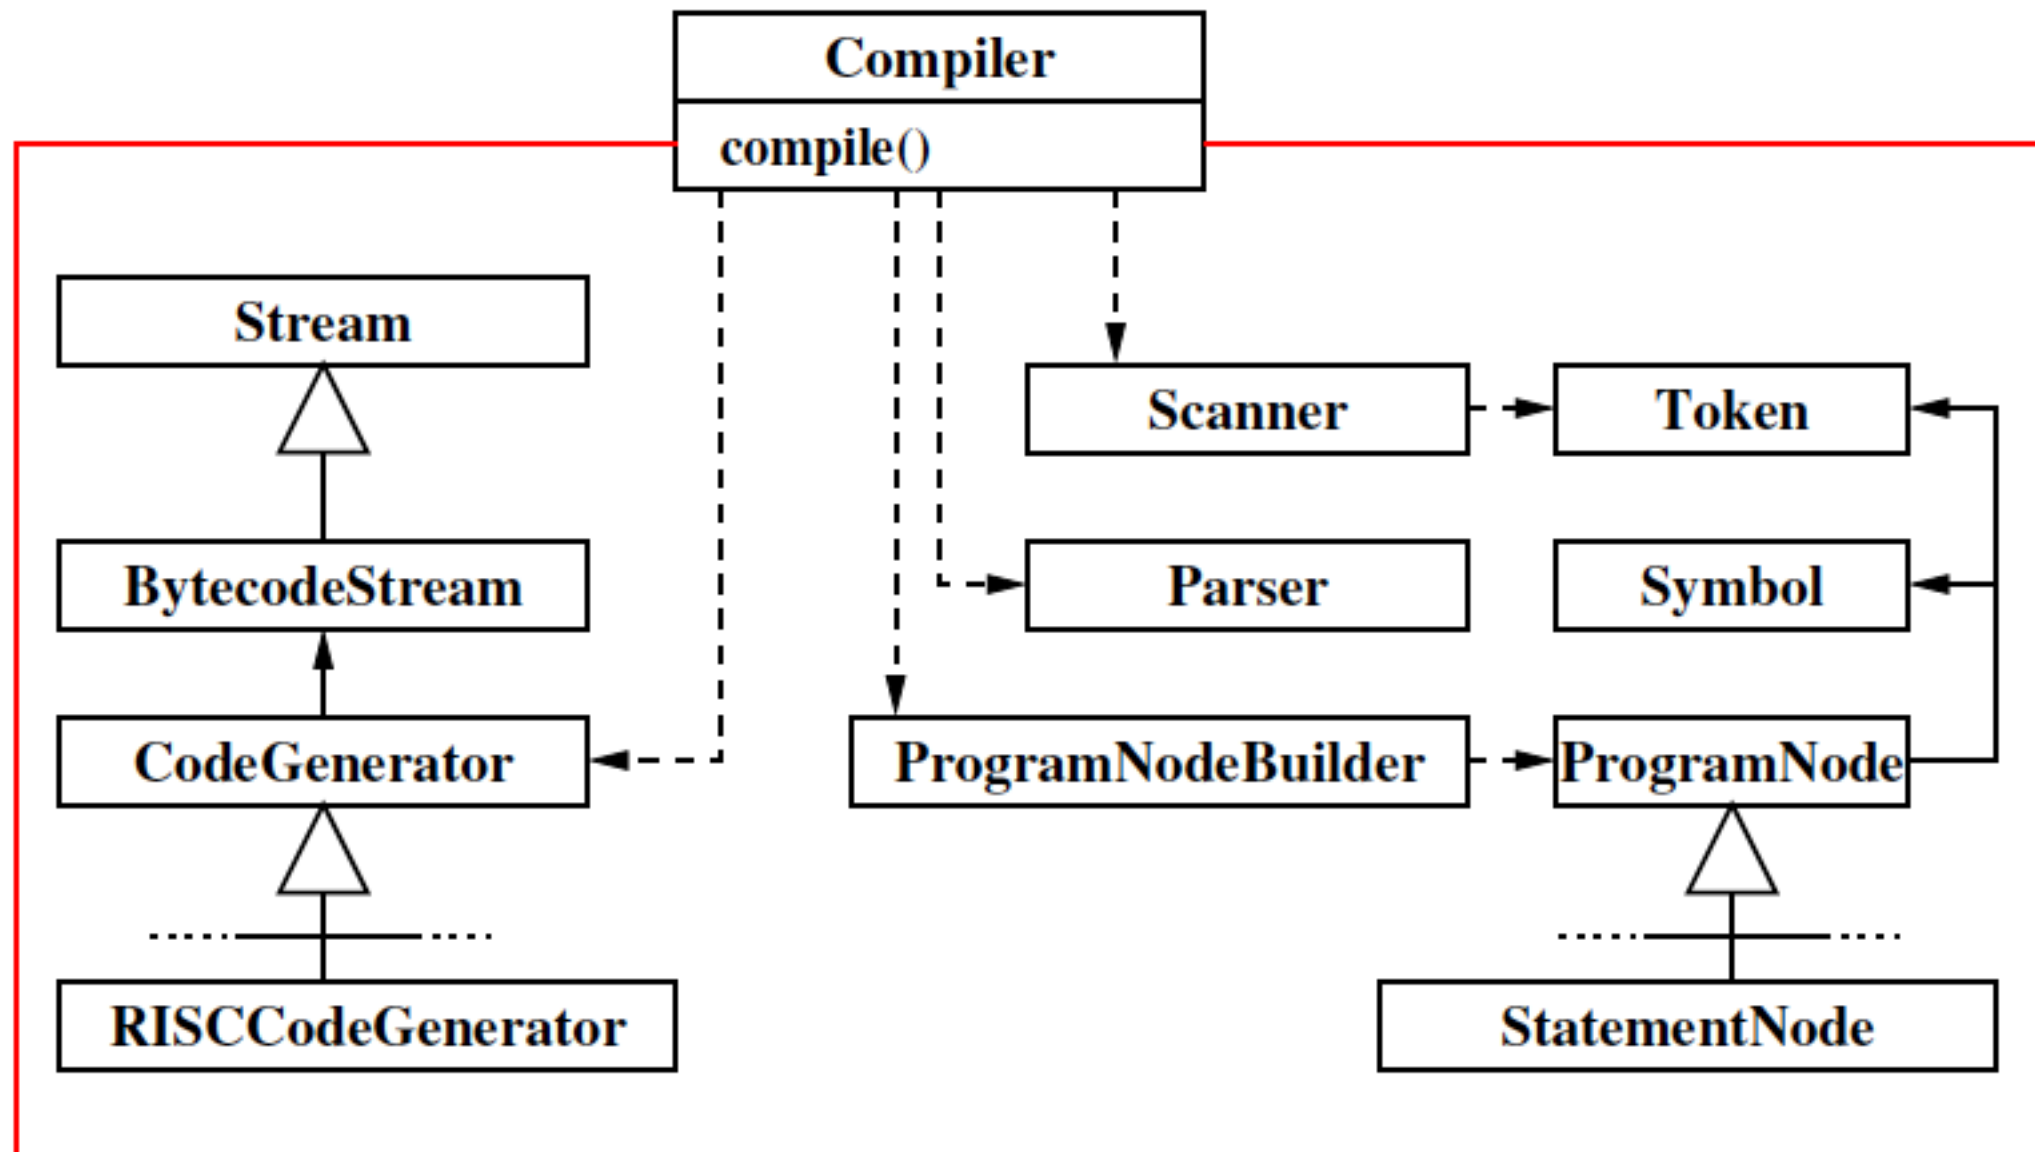 Compiler
compile()
Stream
Scanner
Token
BytecodeStream
Parser
Symbol
CodeGenerator
ProgramNodeBuilder
ProgramNode
RISCCodeGenerator
StatementNode